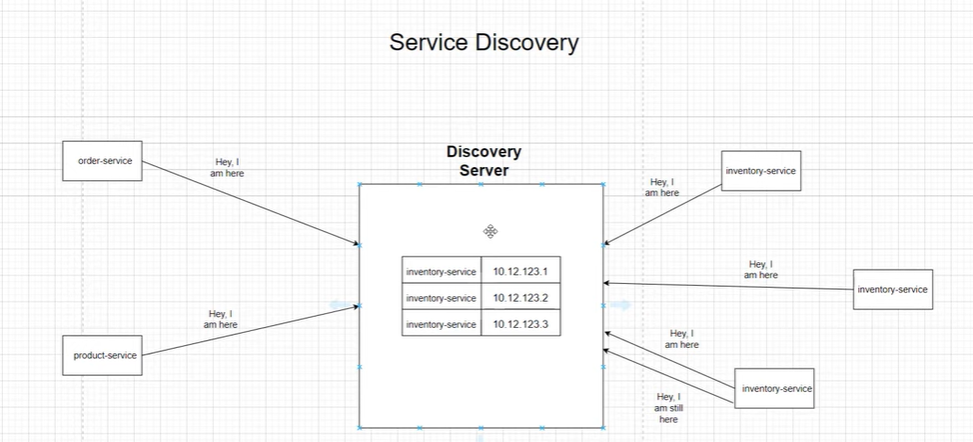 Service Discovery
Discovery
Server
order-service
Hey, I
am here
Hey, I
am here
inventory-service
Hey, I
am here
inventory-service
inventory-service 10.12.123.1
inventory-service 10.12.123.2
inventory-service 10.12.123.3
Hey, I
am here
product-service
Hey, I
am here
inventory-service
Hey, I
am still
here